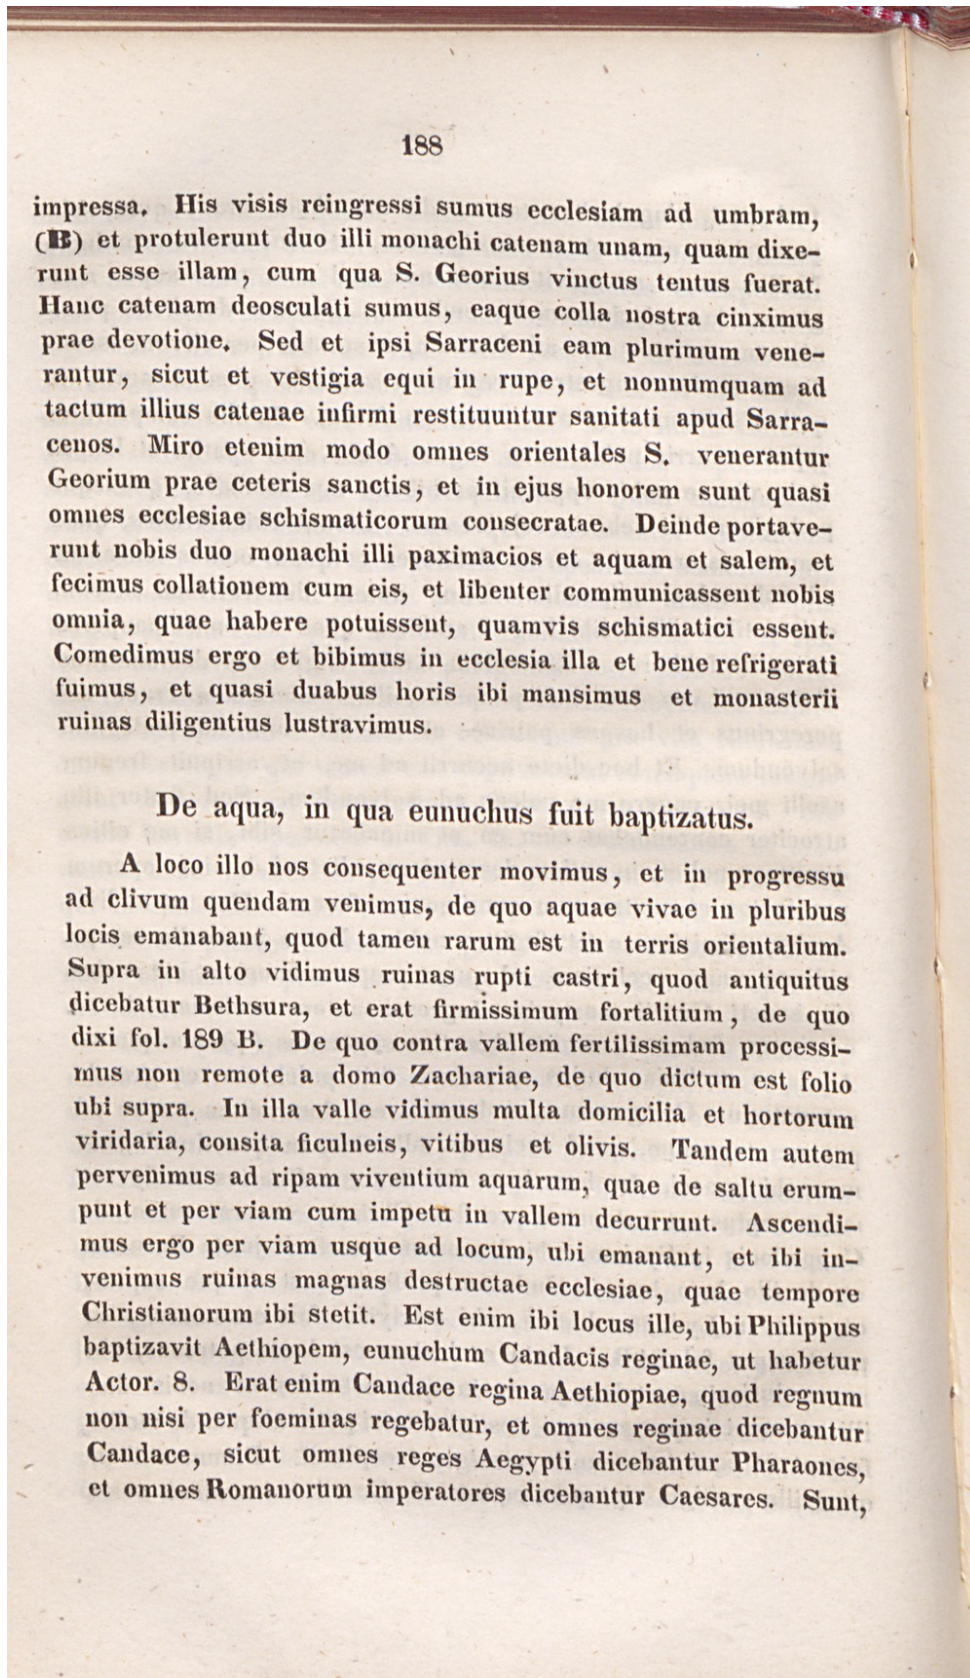 188
impressa. His visis reingressi sumus ecclesiam ad umbram,
(B) et protulerunt duo illi monachi catenam unam, quam dixe-
runt esse illam, cum qua S. Georius vinctus tentus fuerat.
Hanc catenam deosculati sumus, eaque colla nostra cinximus
prae devotione. Sed et ipsi Sarraceni eam plurimum vene-
rantur, sicut et vestigia equi in rupe, et nonnumquam ad
tactum illius catenae infirmi restituuntur sanitati apud Sarra-
cenos. Miro etenim modo omnes orientales S. venerantur
Georium prae ceteris sanctis, et in ejus honorem sunt quasi
omnes ecclesiae schismaticorum consecratae. Deinde portave-
runt nobis duo monachi illi paximacios et aquam et salem, et
fecimus collationem cum eis, et libenter communicassent nobis
omnia, quae habere potuissent, quamvis schismatici essent.
Comedimus ergo et bibimus in ecclesia illa et bene refrigerati
fuimus, et quasi duabus horis ibi mansimus et monasterii
ruinas diligentius lustravimus.
De aqua, in qua eunuchus fuit baptizatus.
A loco illo nos consequenter movimus, et in progressu
ad clivum quendam venimus, de quo aquae vivae in pluribus
locis emanabant, quod tamen rarum est in terris orientalium.
Supra in alto vidimus ruinas rupti castri, quod antiquitus
dicebatur Bethsura, et erat firmissimum fortalitium, de quo
dixi fol. 189 B. De quo contra vallem fertilissimam processi-
mus non remote a domo Zachariae, de quo dictum est folio
ubi supra. In illa valle vidimus multa domicilia et hortorum
viridaria, consita ficulneis, vitibus et olivis. Tandem autem
pervenimus ad ripam viventium aquarum, quae de saltu erum-
punt et per viam cum impetu in vallem decurrunt. Ascendi-
mus ergo per viam usque ad locum, ubi emanant, et ibi in-
venimus ruinas magnas destructae ecclesiae, quae tempore
Christianorum ibi stetit. Est enim ibi locus ille, ubi Philippus
baptizavit Aethiopem, eunuchum Candacis reginae, ut habetur
Actor. 8. Erat enim Candace regina Aethiopiae, quod regnum
non nisi per foeminas regebatur, et omnes reginae dicebantur
Candace, sicut omnes reges Aegypti dicebantur Pharaones,
et omnes Romanorum imperatores dicebantur Caesares. Sunt,